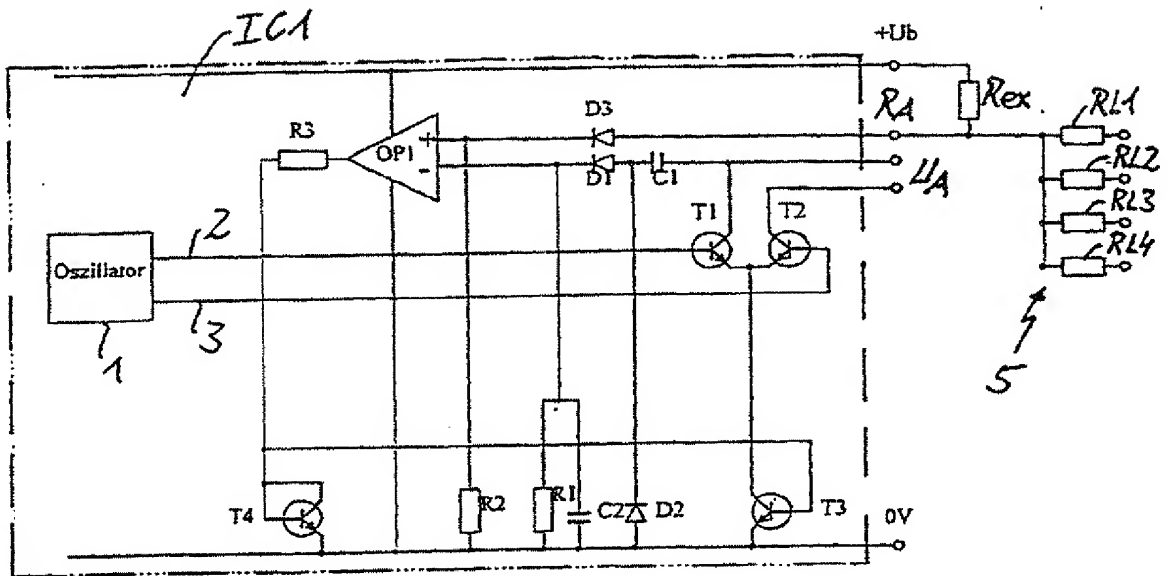 IC1
+Ub
Rex
RA
D3
R3
OP1
+
-
D1
C1
UA
RL1
RL2
RL3
RL4
T1
T2
2
Oszillator
3
1
5
T4
R2
R1
C2
D2
T3
0V